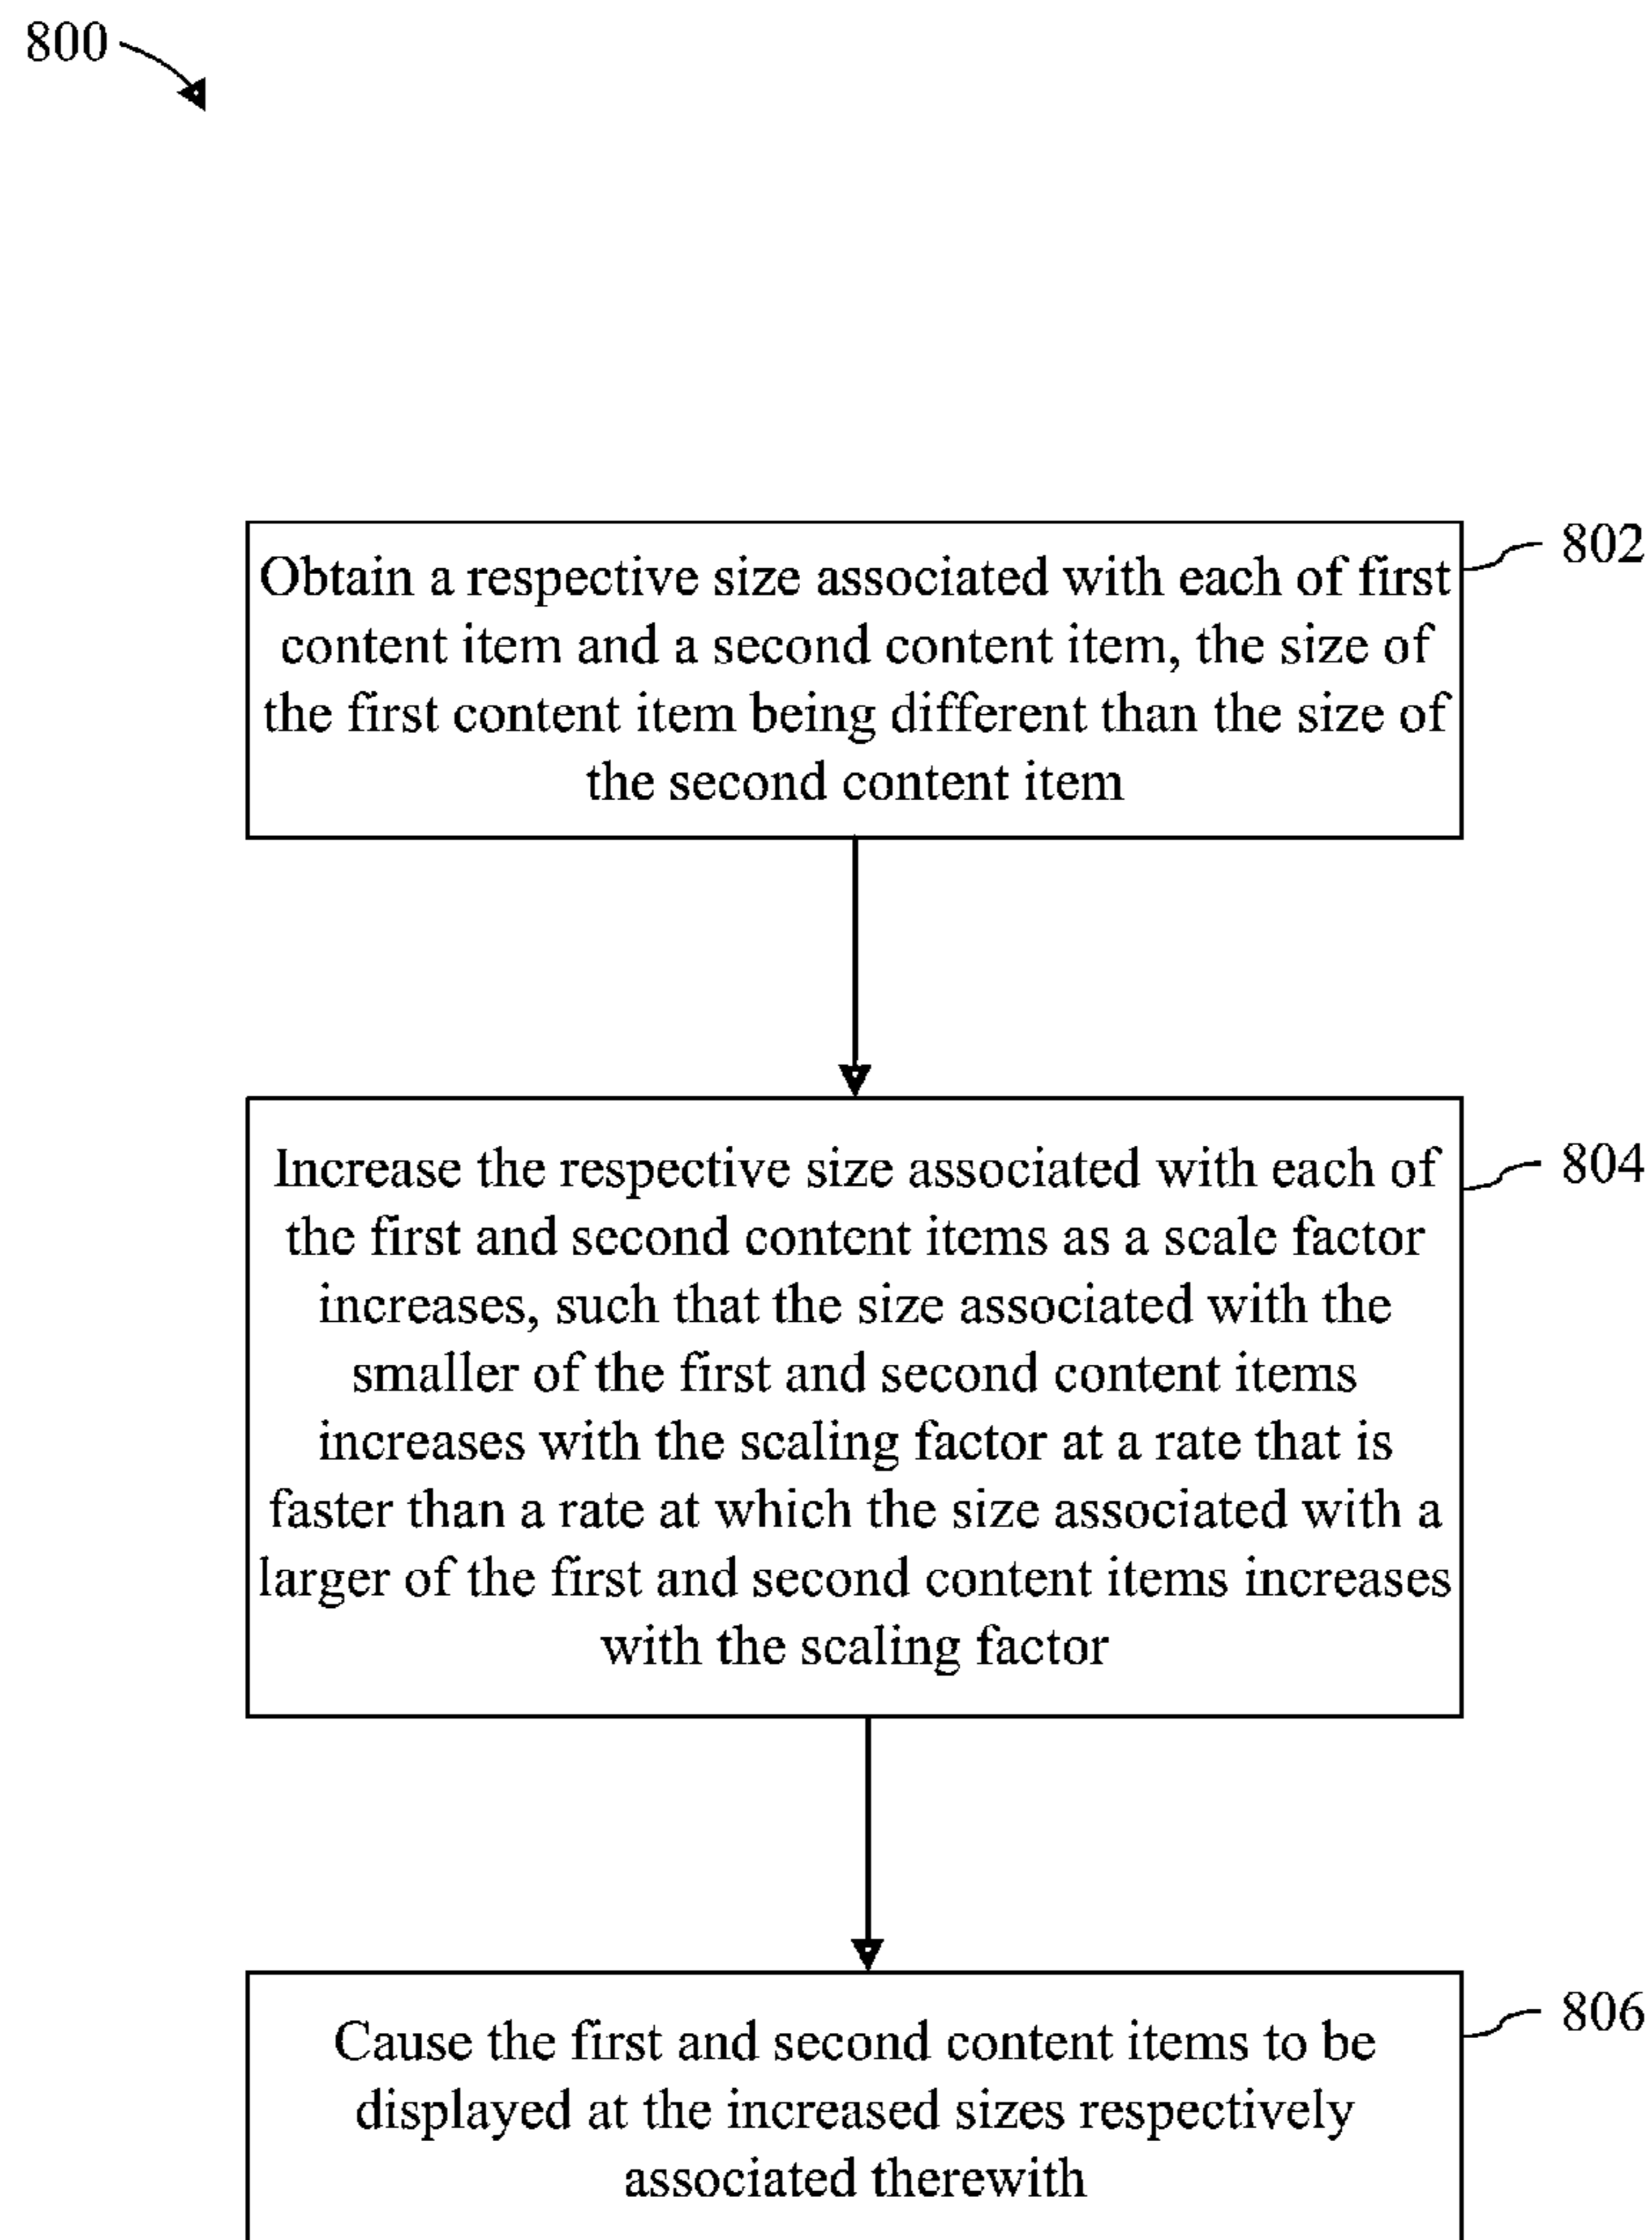 800
802
Obtain a respective size associated with each of first
content item and a second content item, the size of
the first content item being different than the size of
the second content item
804
Increase the respective size associated with each of
the first and second content items as a scale factor
increases, such that the size associated with the
smaller of the first and second content items
increases with the scaling factor at a rate that is
faster than a rate at which the size associated with a
larger of the first and second content items increases
with the scaling factor
806
Cause the first and second content items to be
displayed at the increased sizes respectively
associated therewith